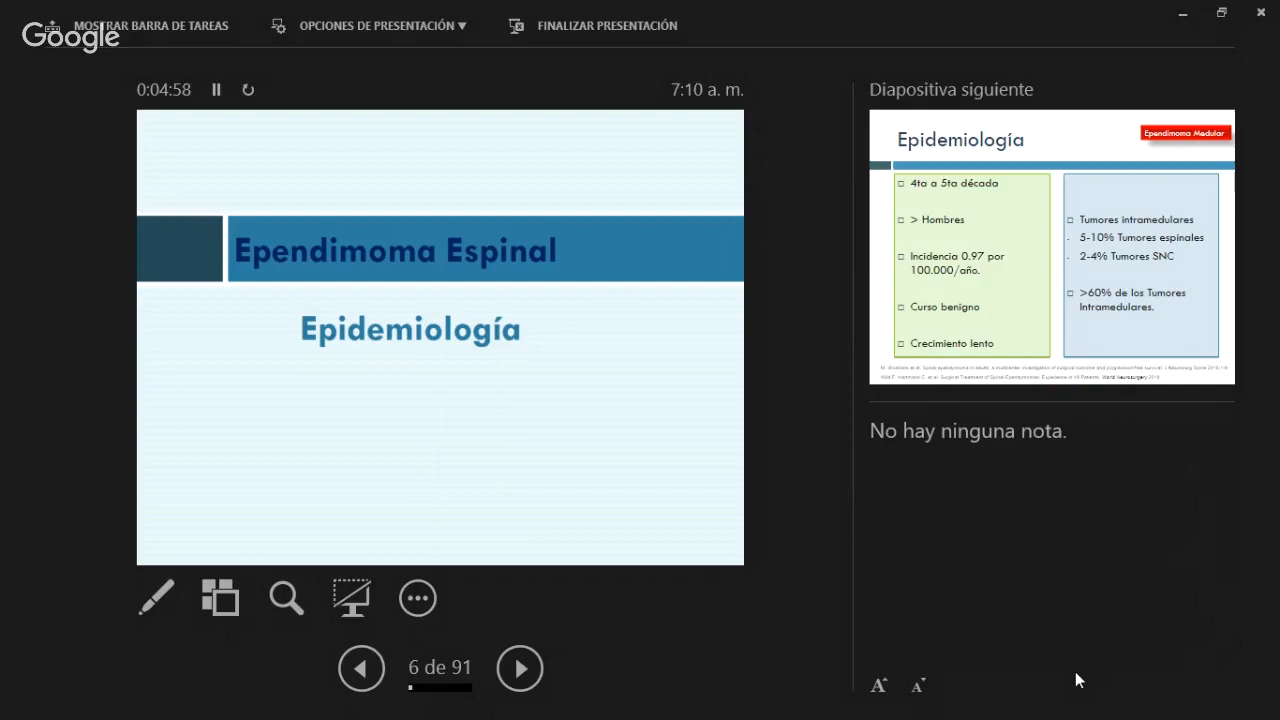 Google
MOSTRAR BARRA DE TAREAS
OPCIONES DE PRESENTACIÓN ▼
FINALIZAR PRESENTACIÓN
0:04:58
7:10 a. m.
Ependimoma Espinal
Epidemiología
6 de 91
Diapositiva siguiente
Epidemiología
Ependimoma Medular
4ta a 5ta década
> Hombres
Incidencia 0.97 por
100.000/año.
Curso benigno
Crecimiento lento
Tumores intramedulares
- 5-10% Tumores espinales
- 2-4% Tumores SNC
>60% de los Tumores
Intramedulares.
No hay ninguna nota.
A A